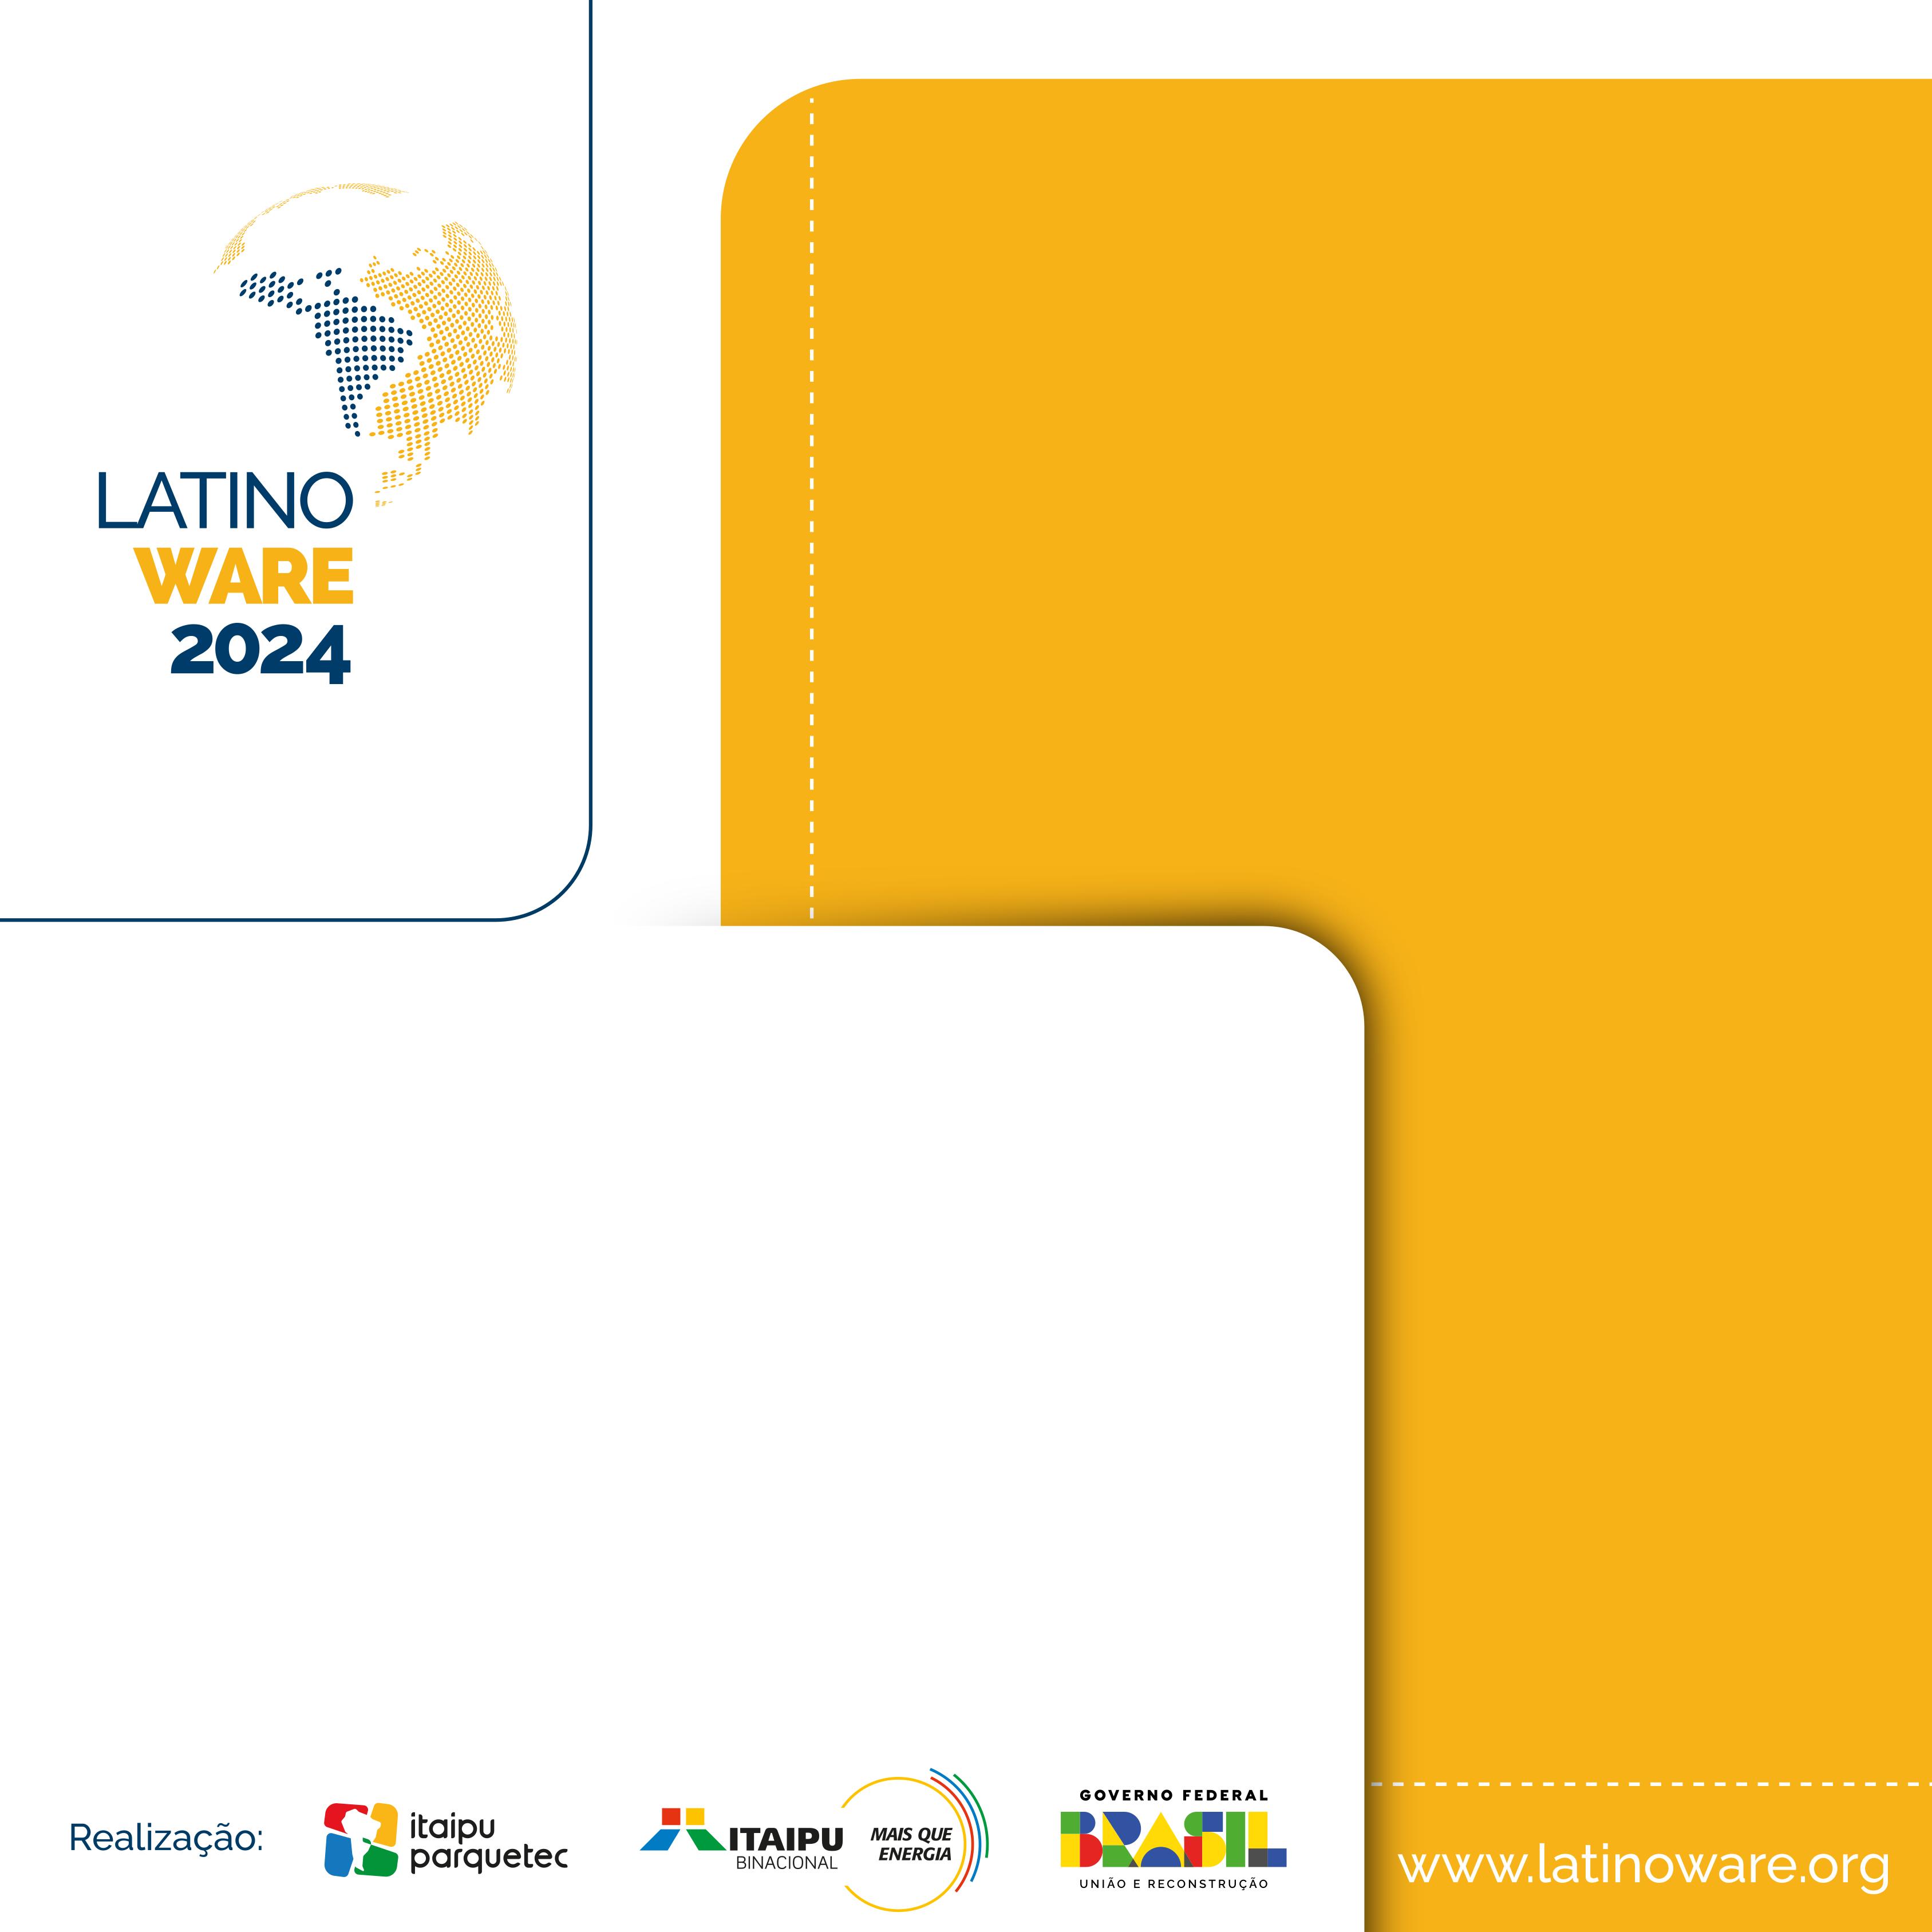 LATINO
WARE
2024
Realização:
itaipu
parquetec
ITAIPU
BINACIONAL
MAIS QUE
ENERGIA
GOVERNO FEDERAL
BRASIL
UNIÃO E RECONSTRUÇÃO
www.latinoware.org